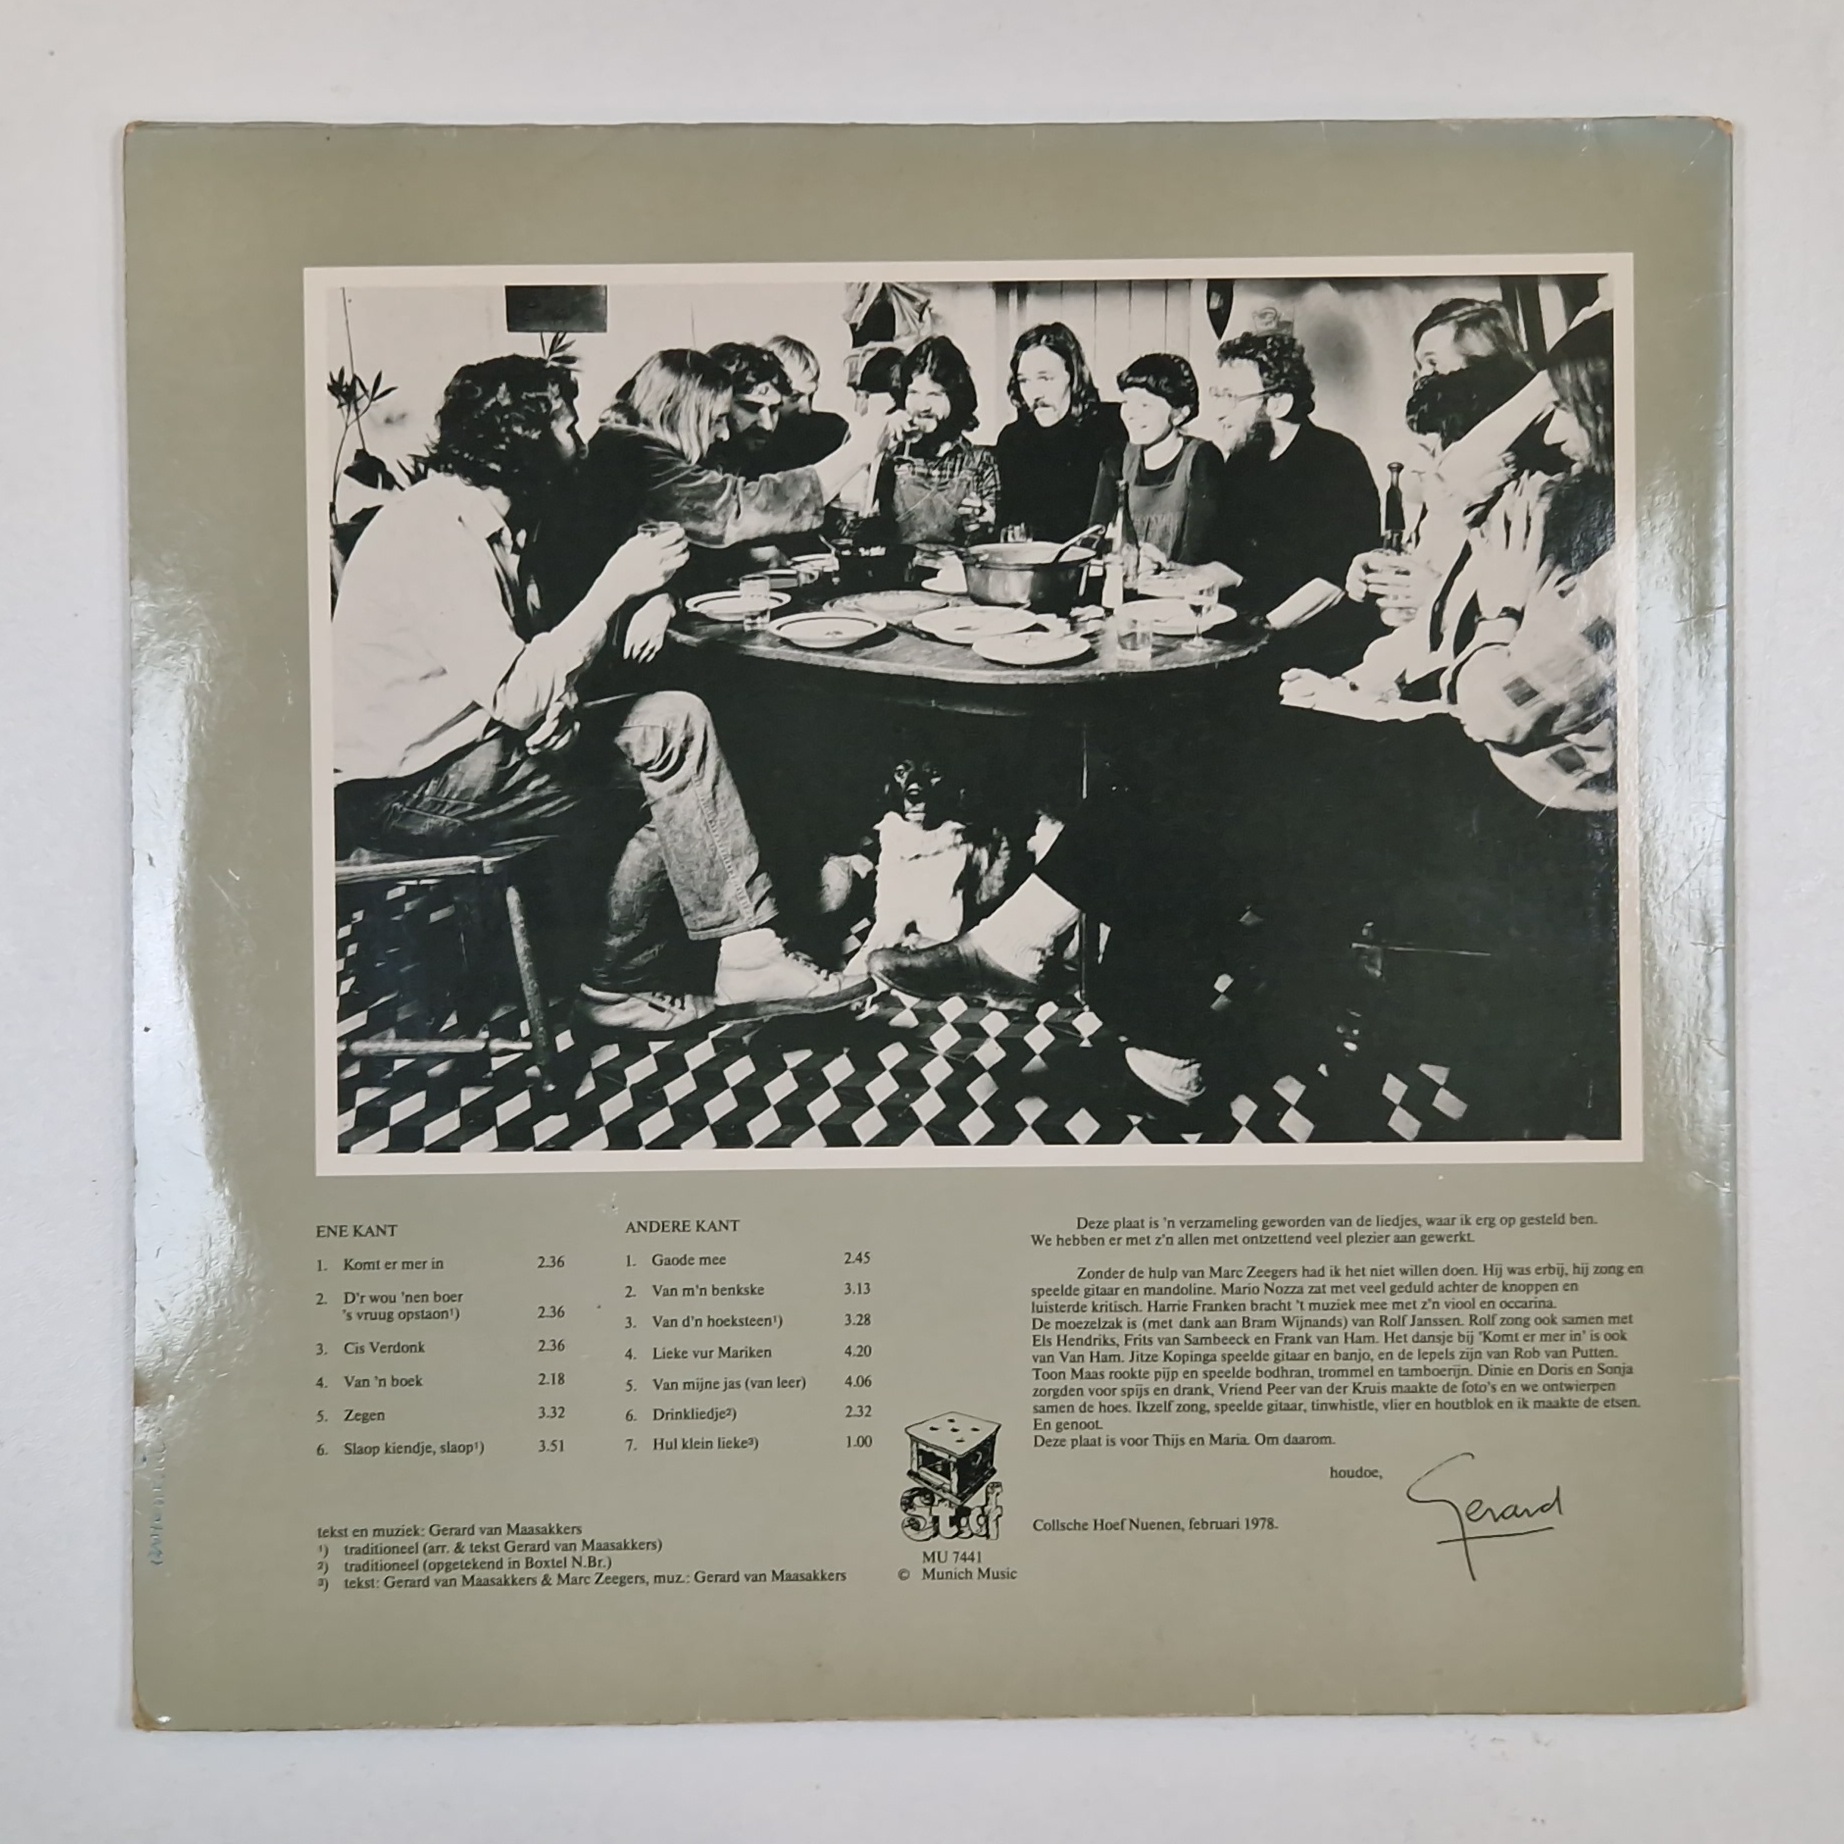 ENE KANT
1. Komt er mer in 2.36
2. D'r wou 'nen boer
's vruug opstaon¹) 2.36
3. Cis Verdonk 2.36
4. Van 'n boek 2.18
5. Zegen 3.32
6. Slaop kiendje, slaop¹) 3.51
ANDERE KANT
1. Gaode mee 2.45
2. Van m'n benkske 3.13
3. Van d'n hoeksteen¹) 3.28
4. Lieke vur Mariken 4.20
5. Van mijne jas (van leer) 4.06
6. Drinkliedje²) 2.32
7. Hul klein lieke³) 1.00
tekst en muziek: Gerard van Maasakkers
¹) traditioneel (arr. & tekst Gerard van Maasakkers)
²) traditioneel (opgetekend in Boxtel N.Br.)
³) tekst: Gerard van Maasakkers & Marc Zeegers, muz.: Gerard van Maasakkers
Stoof
MU 7441
© Munich Music
Deze plaat is 'n verzameling geworden van de liedjes, waar ik erg op gesteld ben.
We hebben er met z'n allen met ontzettend veel plezier aan gewerkt.
Zonder de hulp van Marc Zeegers had ik het niet willen doen. Hij was erbij, hij zong en
speelde gitaar en mandoline. Mario Nozza zat met veel geduld achter de knoppen en
luisterde kritisch. Harrie Franken bracht 't muziek mee met z'n viool en occarina.
De moezelzak is (met dank aan Bram Wijnands) van Rolf Janssen. Rolf zong ook samen met
Els Hendriks, Frits van Sambeeck en Frank van Ham. Het dansje bij 'Komt er mer in' is ook
van Van Ham. Jitze Kopinga speelde gitaar en banjo, en de lepels zijn van Rob van Putten.
Toon Maas rookte pijp en speelde bodhran, trommel en tamboerijn. Dinie en Doris en Sonja
zorgden voor spijs en drank, Vriend Peer van der Kruis maakte de foto's en we ontwierpen
samen de hoes. Ikzelf zong, speelde gitaar, tinwhistle, vlier en houtblok en ik maakte de etsen.
En genoot.
Deze plaat is voor Thijs en Maria. Om daarom.
houdoe,
Gerard
Collsche Hoef Nuenen, februari 1978.